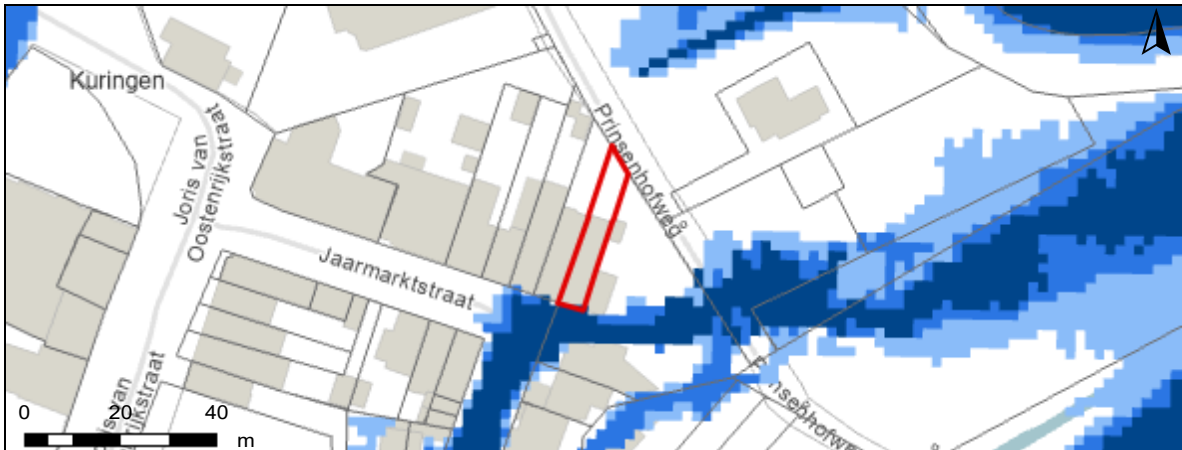 Kuringen
Joris van
Oostenrijkstraat
Prinsenhofweg
Jaarmarktstraat
0 20 40
m